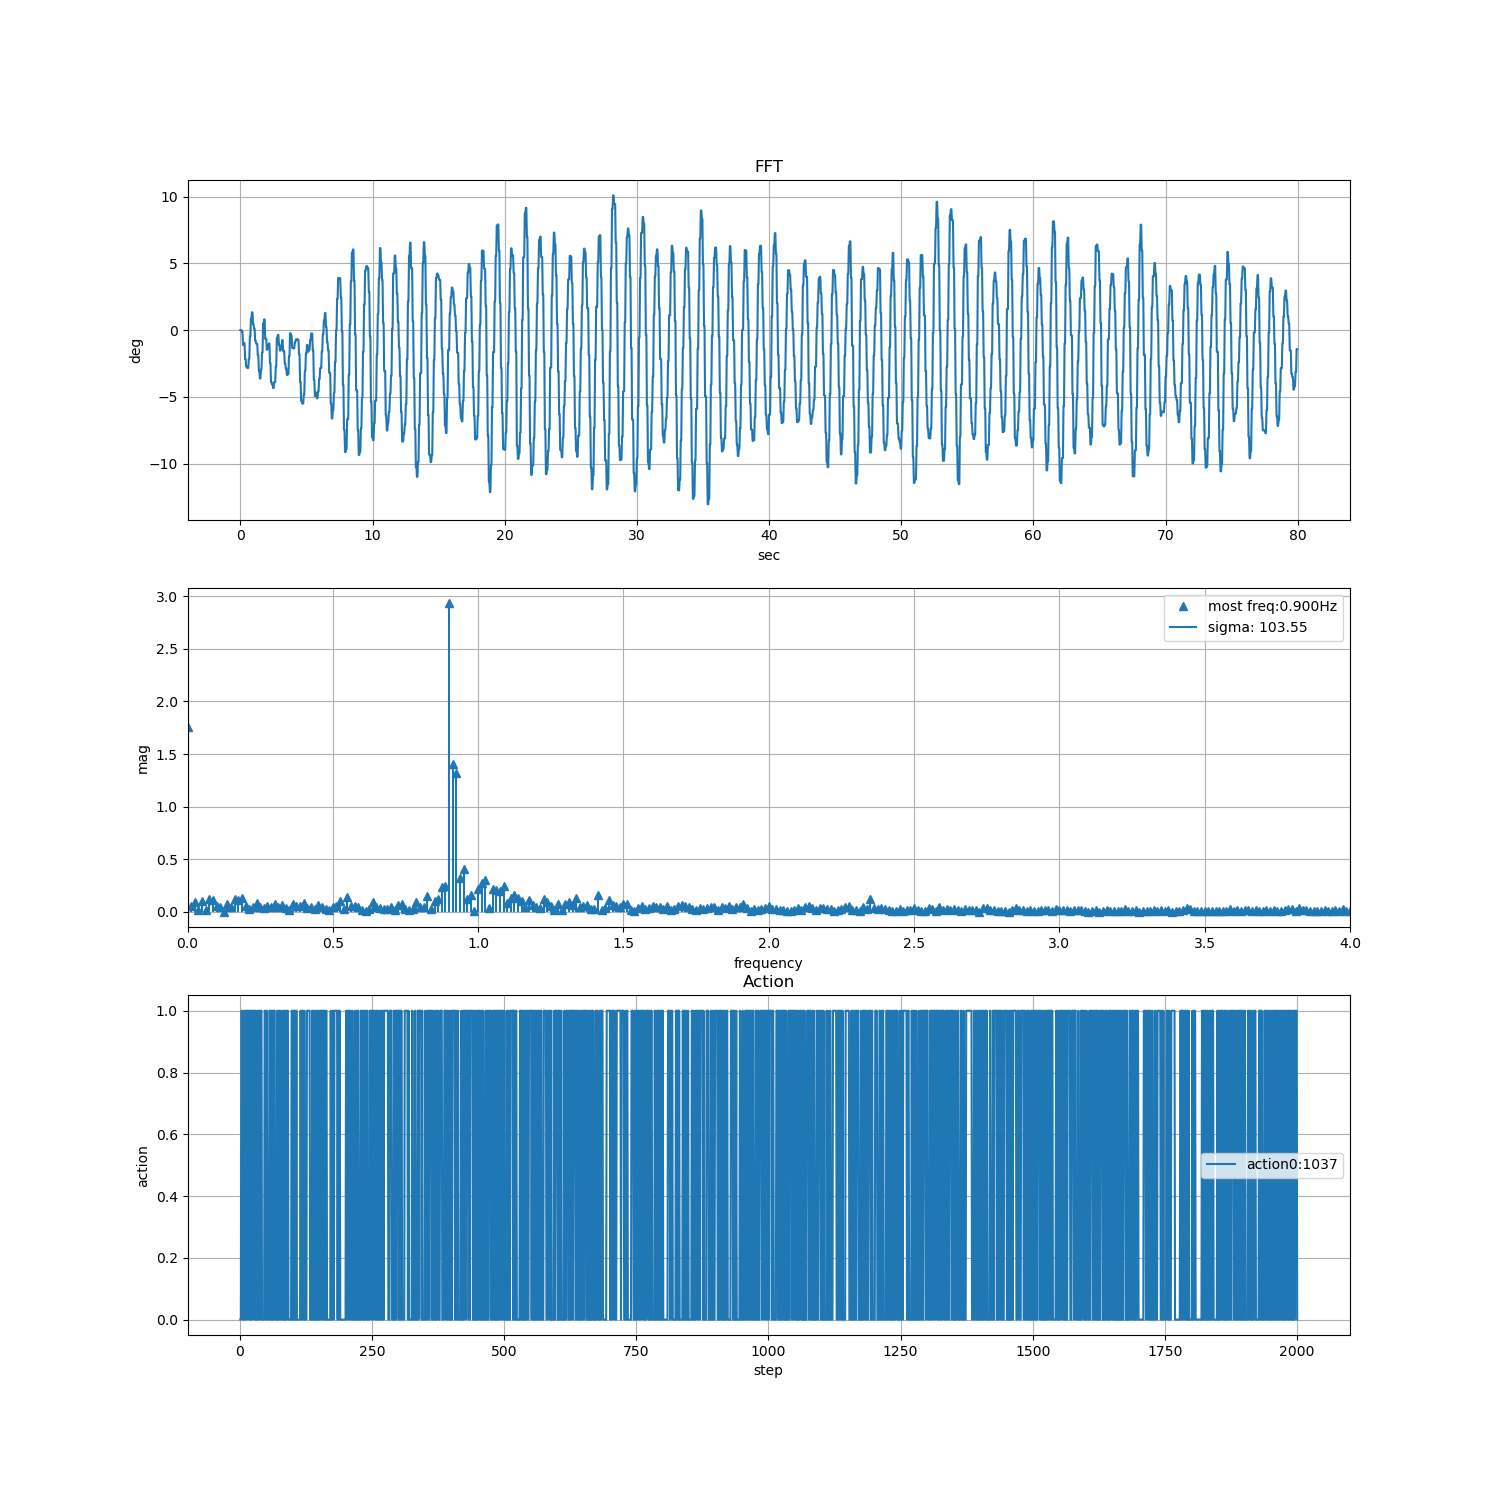 FFT
10
5
0
−5
−10
deg
0 10 20 30 40 50 60 70 80
sec
3.0
2.5
2.0
1.5
1.0
0.5
0.0
mag
most freq:0.900Hz
sigma: 103.55
0.0 0.5 1.0 1.5 2.0 2.5 3.0 3.5 4.0
frequency
Action
1.0
0.8
0.6
0.4
0.2
0.0
action
action0:1037
0 250 500 750 1000 1250 1500 1750 2000
step